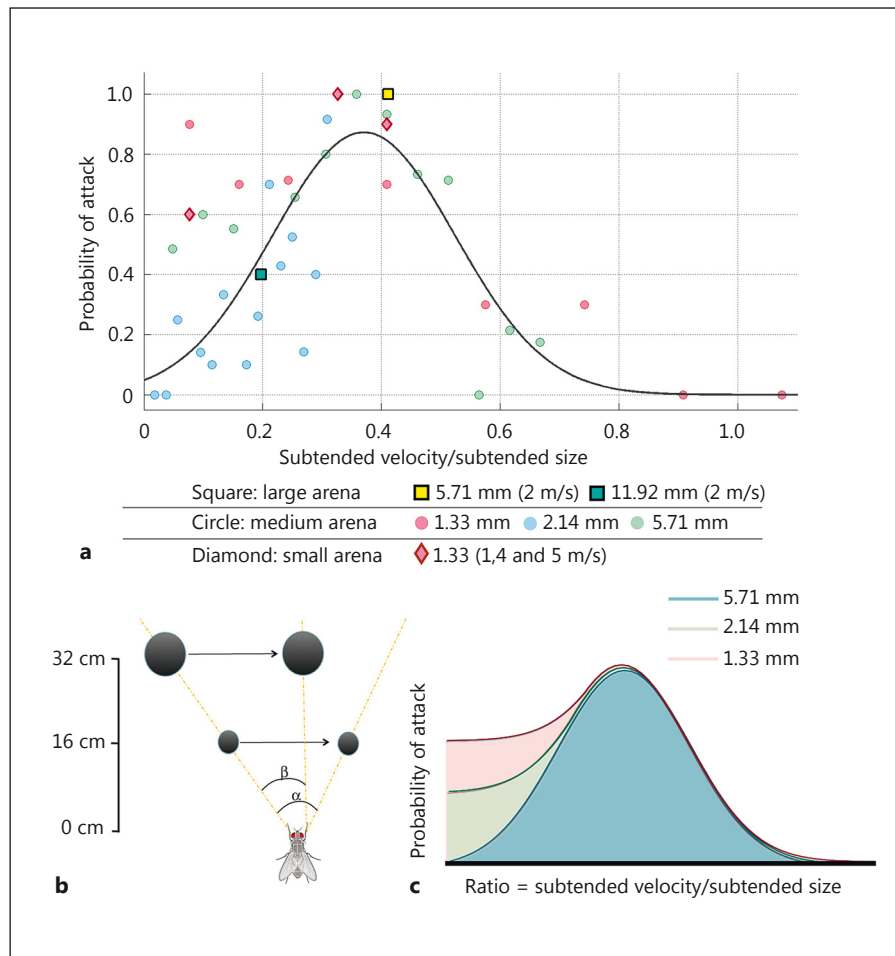 1.0
0.8
0.6
0.4
0.2
0
Probability of attack
0 0.2 0.4 0.6 0.8 1.0
Subtended velocity/subtended size
Square: large arena 5.71 mm (2 m/s) 11.92 mm (2 m/s)
Circle: medium arena 1.33 mm 2.14 mm 5.71 mm
a Diamond: small arena 1.33 (1,4 and 5 m/s)
32 cm
16 cm
0 cm
β
α
b
5.71 mm
2.14 mm
1.33 mm
Probability of attack
c Ratio = subtended velocity/subtended size